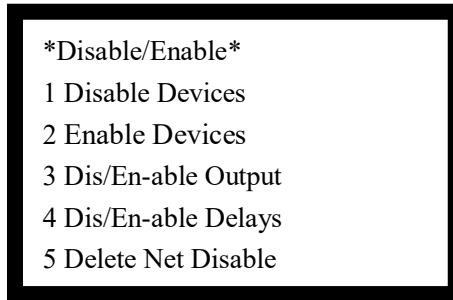 *Disable/Enable*
1 Disable Devices
2 Enable Devices
3 Dis/En-able Output
4 Dis/En-able Delays
5 Delete Net Disable